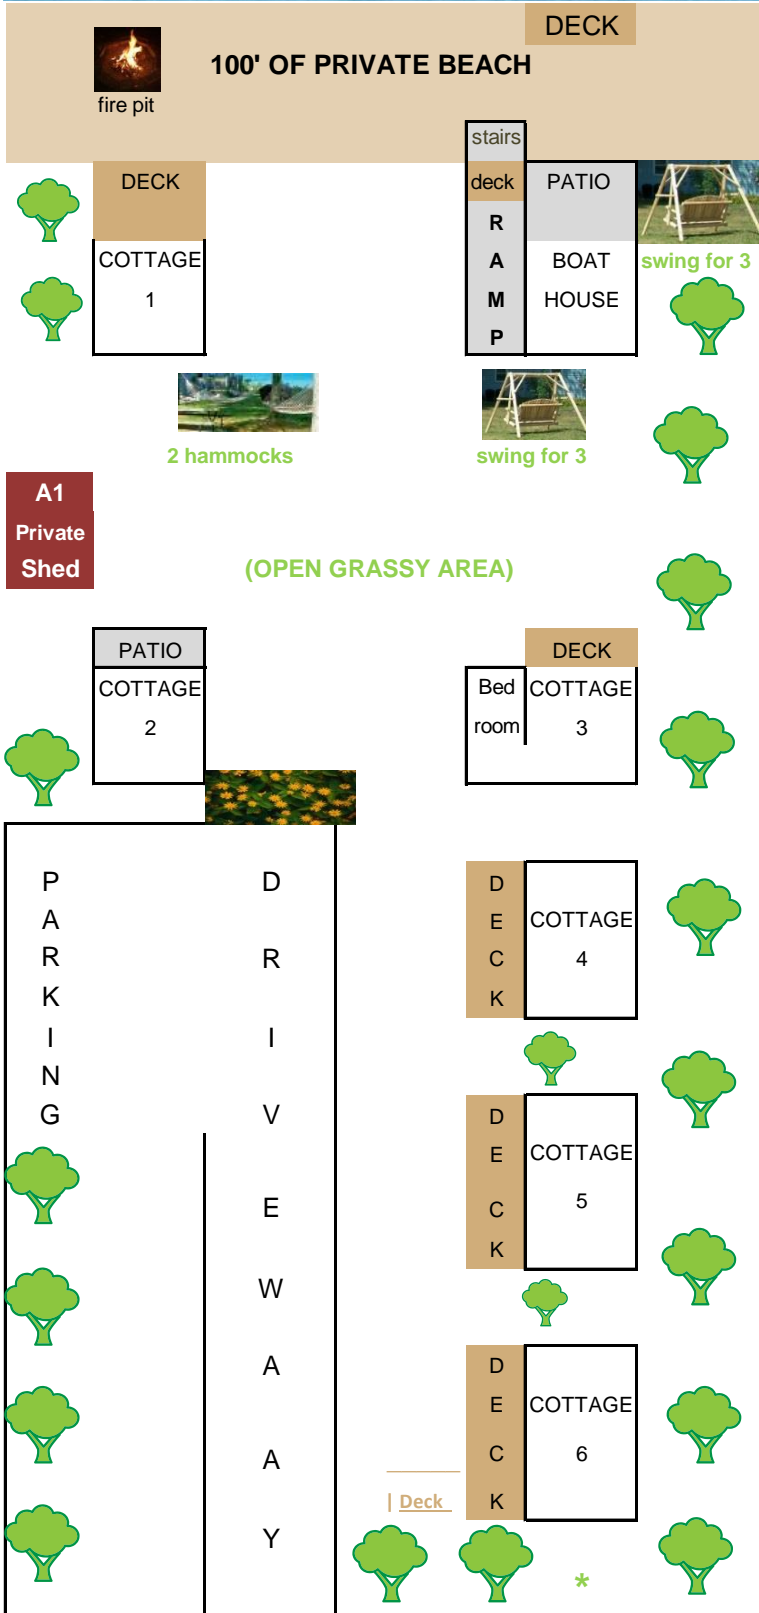 DECK
100' OF PRIVATE BEACH
fire pit
stairs
DECK
deck
PATIO
R
A
M
P
COTTAGE
1
BOAT
HOUSE
swing for 3
2 hammocks
swing for 3
A1
Private
Shed
(OPEN GRASSY AREA)
PATIO
COTTAGE
2
DECK
Bed
room
COTTAGE
3
P
A
R
K
I
N
G
D
R
I
V
E
W
A
A
Y
D
E
C
K
COTTAGE
4
D
E
C
K
COTTAGE
5
D
E
C
K
COTTAGE
6
| Deck
*